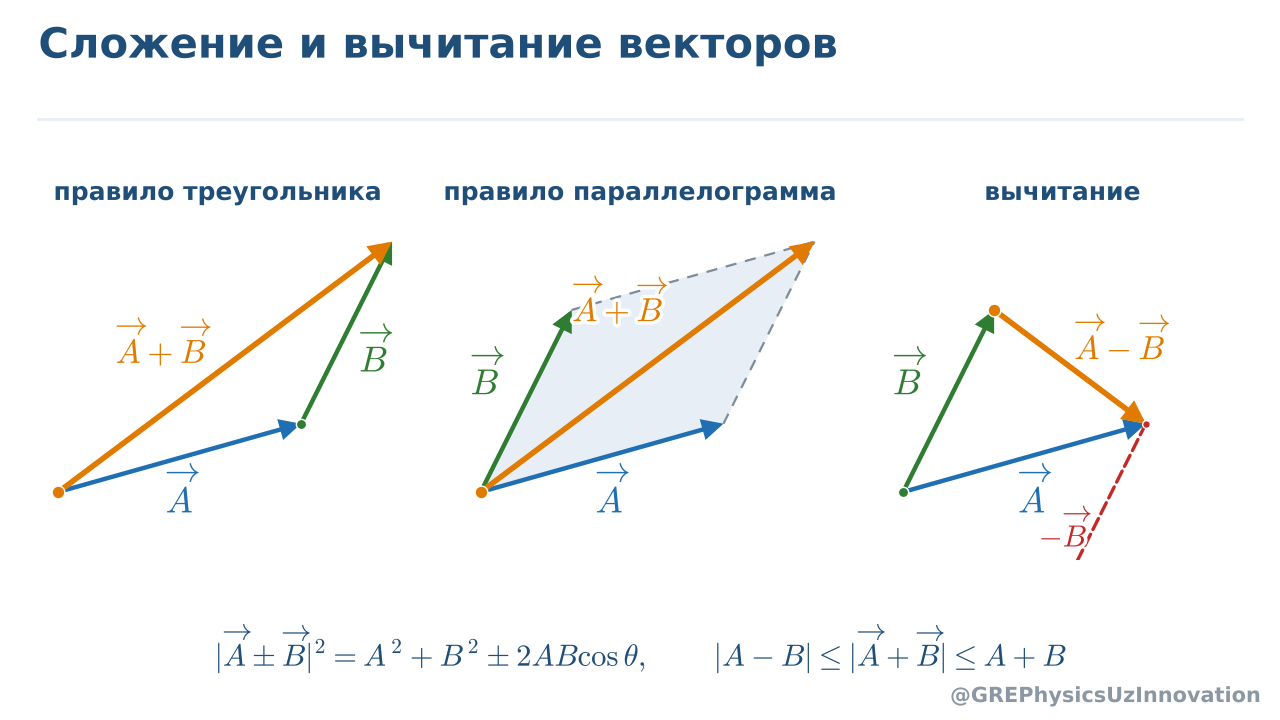 Сложение и вычитание векторов
правило треугольника
правило параллелограмма
вычитание
A⃗ + B⃗
B⃗
A⃗
A⃗ + B⃗
B⃗
A⃗
A⃗ − B⃗
B⃗
A⃗
−B⃗
|A⃗ ± B⃗|² = A² + B² ± 2AB cos θ, |A − B| ≤ |A⃗ + B⃗| ≤ A + B
@GREPhysicsUzInnovation